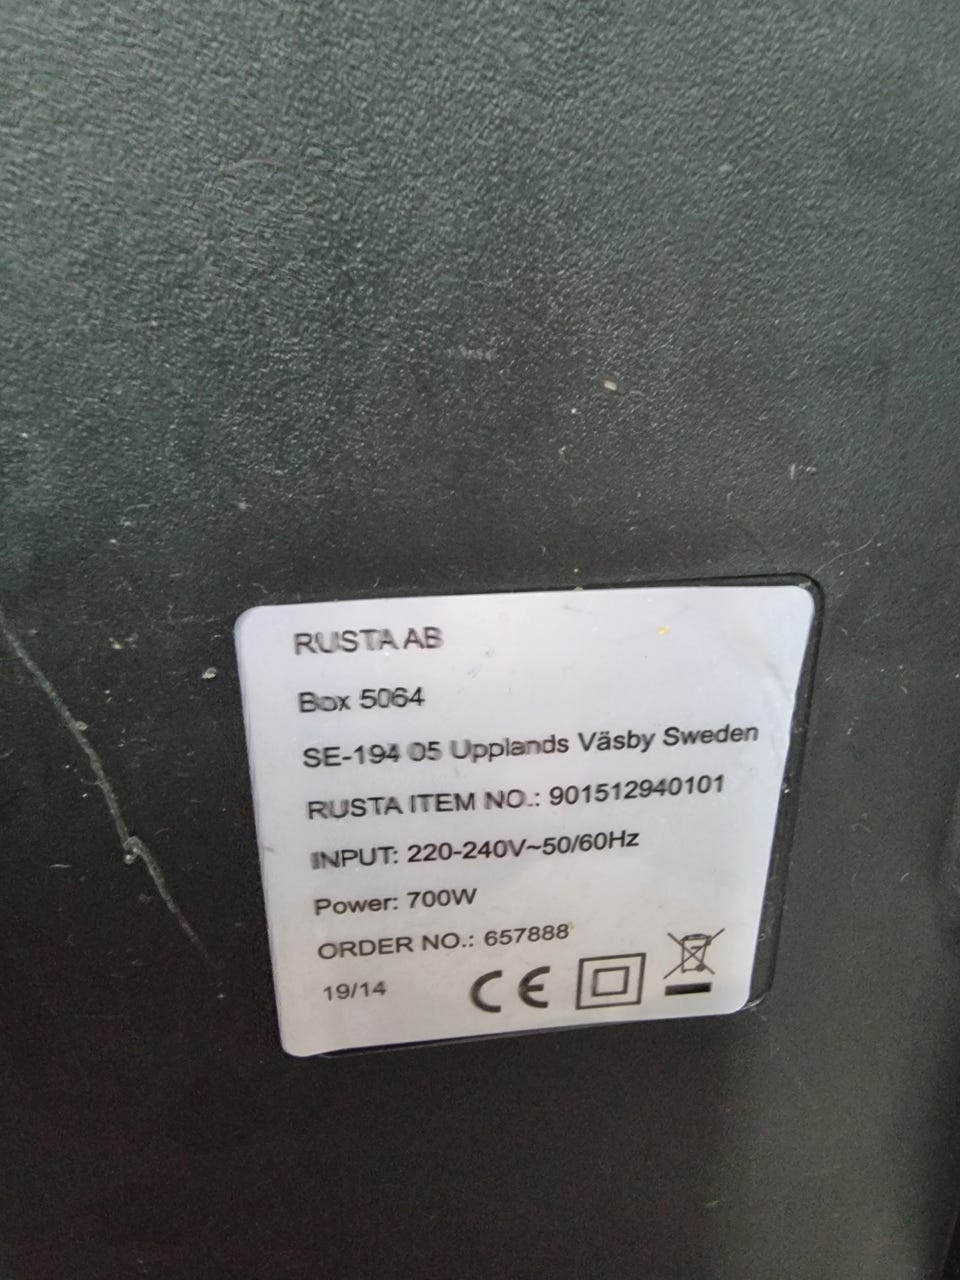 RUSTA AB
Box 5064
SE-194 05 Upplands Väsby Sweden
RUSTA ITEM NO.: 901512940101
INPUT: 220-240V~50/60Hz
Power: 700W
ORDER NO.: 657888
19/14
CE